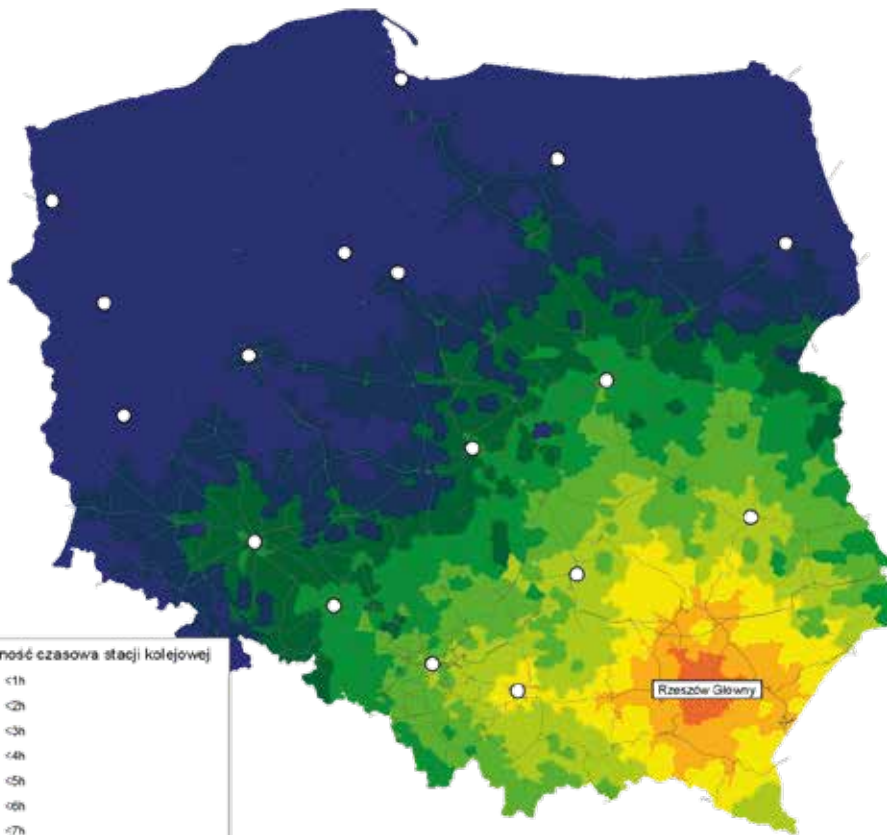 Rzeszów Główny
ność czasowa stacji kolejowej
<1h
<2h
<3h
<4h
<5h
<6h
<7h